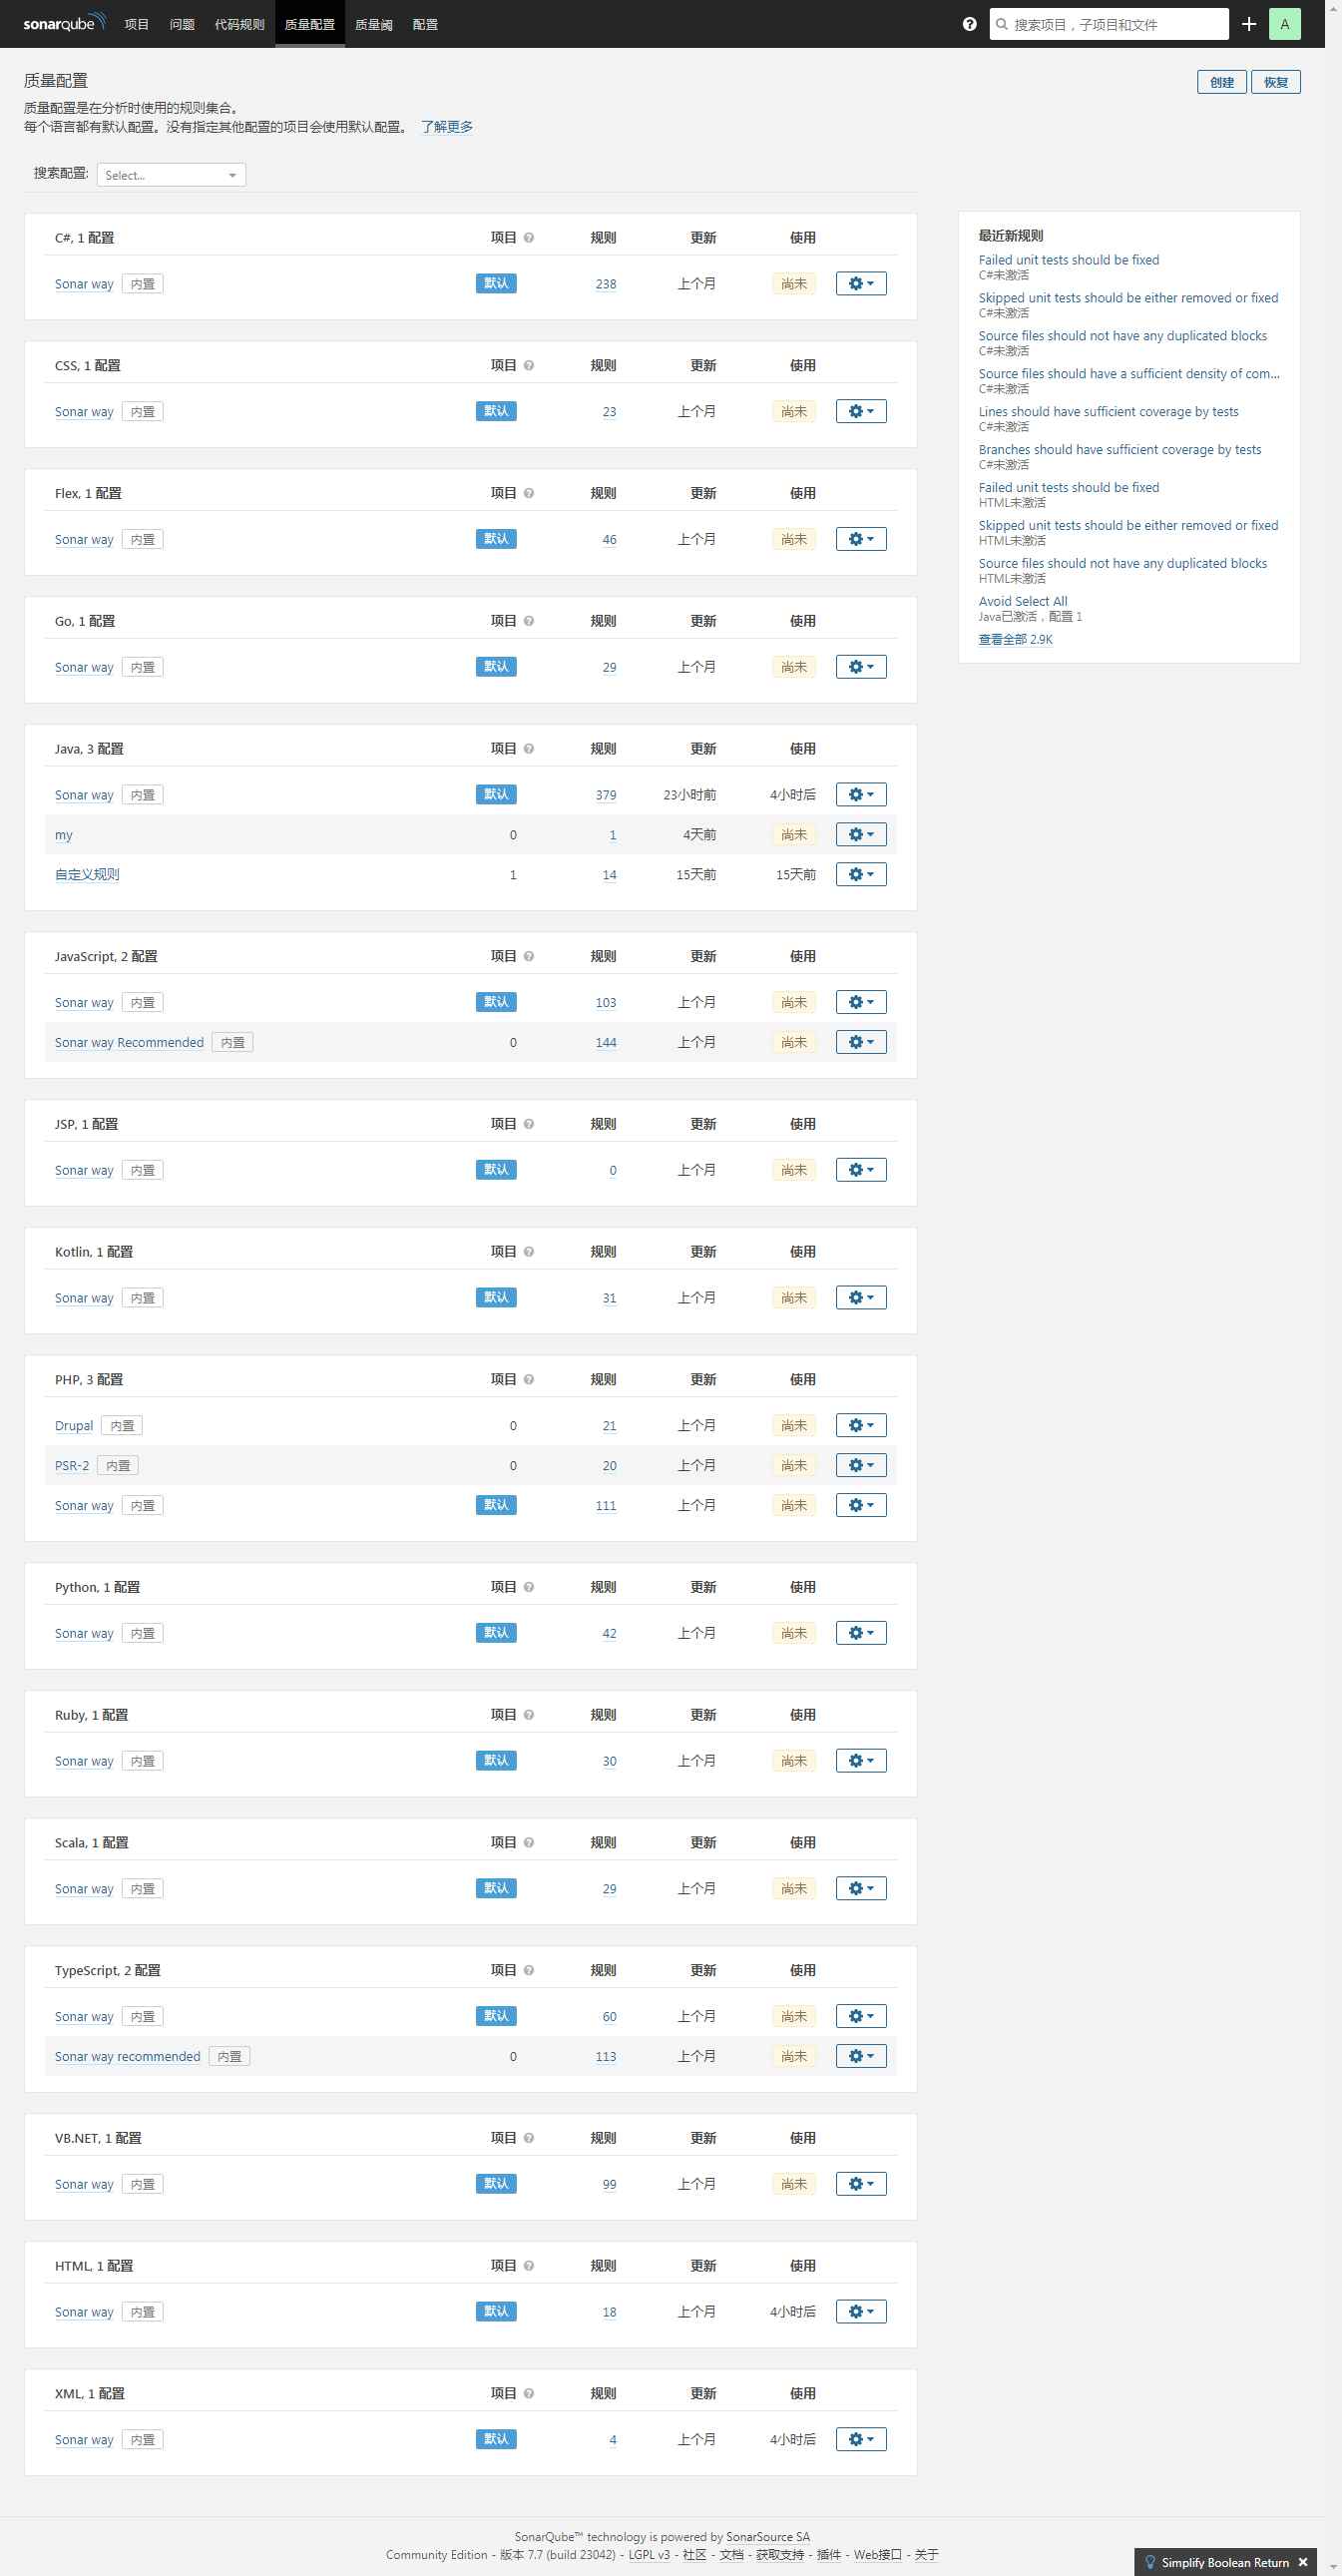 sonarqube 项目 问题 代码规则 质量配置 质量阈 配置 搜索项目，子项目和文件 A
质量配置 创建 恢复
质量配置是在分析时使用的规则集合。
每个语言都有默认配置。没有指定其他配置的项目会使用默认配置。 了解更多
搜索配置: Select...
C#, 1 配置 项目 规则 更新 使用
Sonar way 内置 默认 238 上个月 尚未
CSS, 1 配置 项目 规则 更新 使用
Sonar way 内置 默认 23 上个月 尚未
Flex, 1 配置 项目 规则 更新 使用
Sonar way 内置 默认 46 上个月 尚未
Go, 1 配置 项目 规则 更新 使用
Sonar way 内置 默认 29 上个月 尚未
Java, 3 配置 项目 规则 更新 使用
Sonar way 内置 默认 379 23小时前 4小时后
my 0 1 4天前 尚未
自定义规则 1 14 15天前 15天前
JavaScript, 2 配置 项目 规则 更新 使用
Sonar way 内置 默认 103 上个月 尚未
Sonar way Recommended 内置 0 144 上个月 尚未
JSP, 1 配置 项目 规则 更新 使用
Sonar way 内置 默认 0 上个月 尚未
Kotlin, 1 配置 项目 规则 更新 使用
Sonar way 内置 默认 31 上个月 尚未
PHP, 3 配置 项目 规则 更新 使用
Drupal 内置 0 21 上个月 尚未
PSR-2 内置 0 20 上个月 尚未
Sonar way 内置 默认 111 上个月 尚未
Python, 1 配置 项目 规则 更新 使用
Sonar way 内置 默认 42 上个月 尚未
Ruby, 1 配置 项目 规则 更新 使用
Sonar way 内置 默认 30 上个月 尚未
Scala, 1 配置 项目 规则 更新 使用
Sonar way 内置 默认 29 上个月 尚未
TypeScript, 2 配置 项目 规则 更新 使用
Sonar way 内置 默认 60 上个月 尚未
Sonar way recommended 内置 0 113 上个月 尚未
VB.NET, 1 配置 项目 规则 更新 使用
Sonar way 内置 默认 99 上个月 尚未
HTML, 1 配置 项目 规则 更新 使用
Sonar way 内置 默认 18 上个月 4小时后
XML, 1 配置 项目 规则 更新 使用
Sonar way 内置 默认 4 上个月 4小时后
最近新规则
Failed unit tests should be fixed
C#未激活
Skipped unit tests should be either removed or fixed
C#未激活
Source files should not have any duplicated blocks
C#未激活
Source files should have a sufficient density of com...
C#未激活
Lines should have sufficient coverage by tests
C#未激活
Branches should have sufficient coverage by tests
C#未激活
Failed unit tests should be fixed
HTML未激活
Skipped unit tests should be either removed or fixed
HTML未激活
Source files should not have any duplicated blocks
HTML未激活
Avoid Select All
Java已激活，配置 1
查看全部 2.9K
SonarQube™ technology is powered by SonarSource SA
Community Edition - 版本 7.7 (build 23042) - LGPL v3 - 社区 - 文档 - 获取支持 - 插件 - Web接口 - 关于
Simplify Boolean Return ×